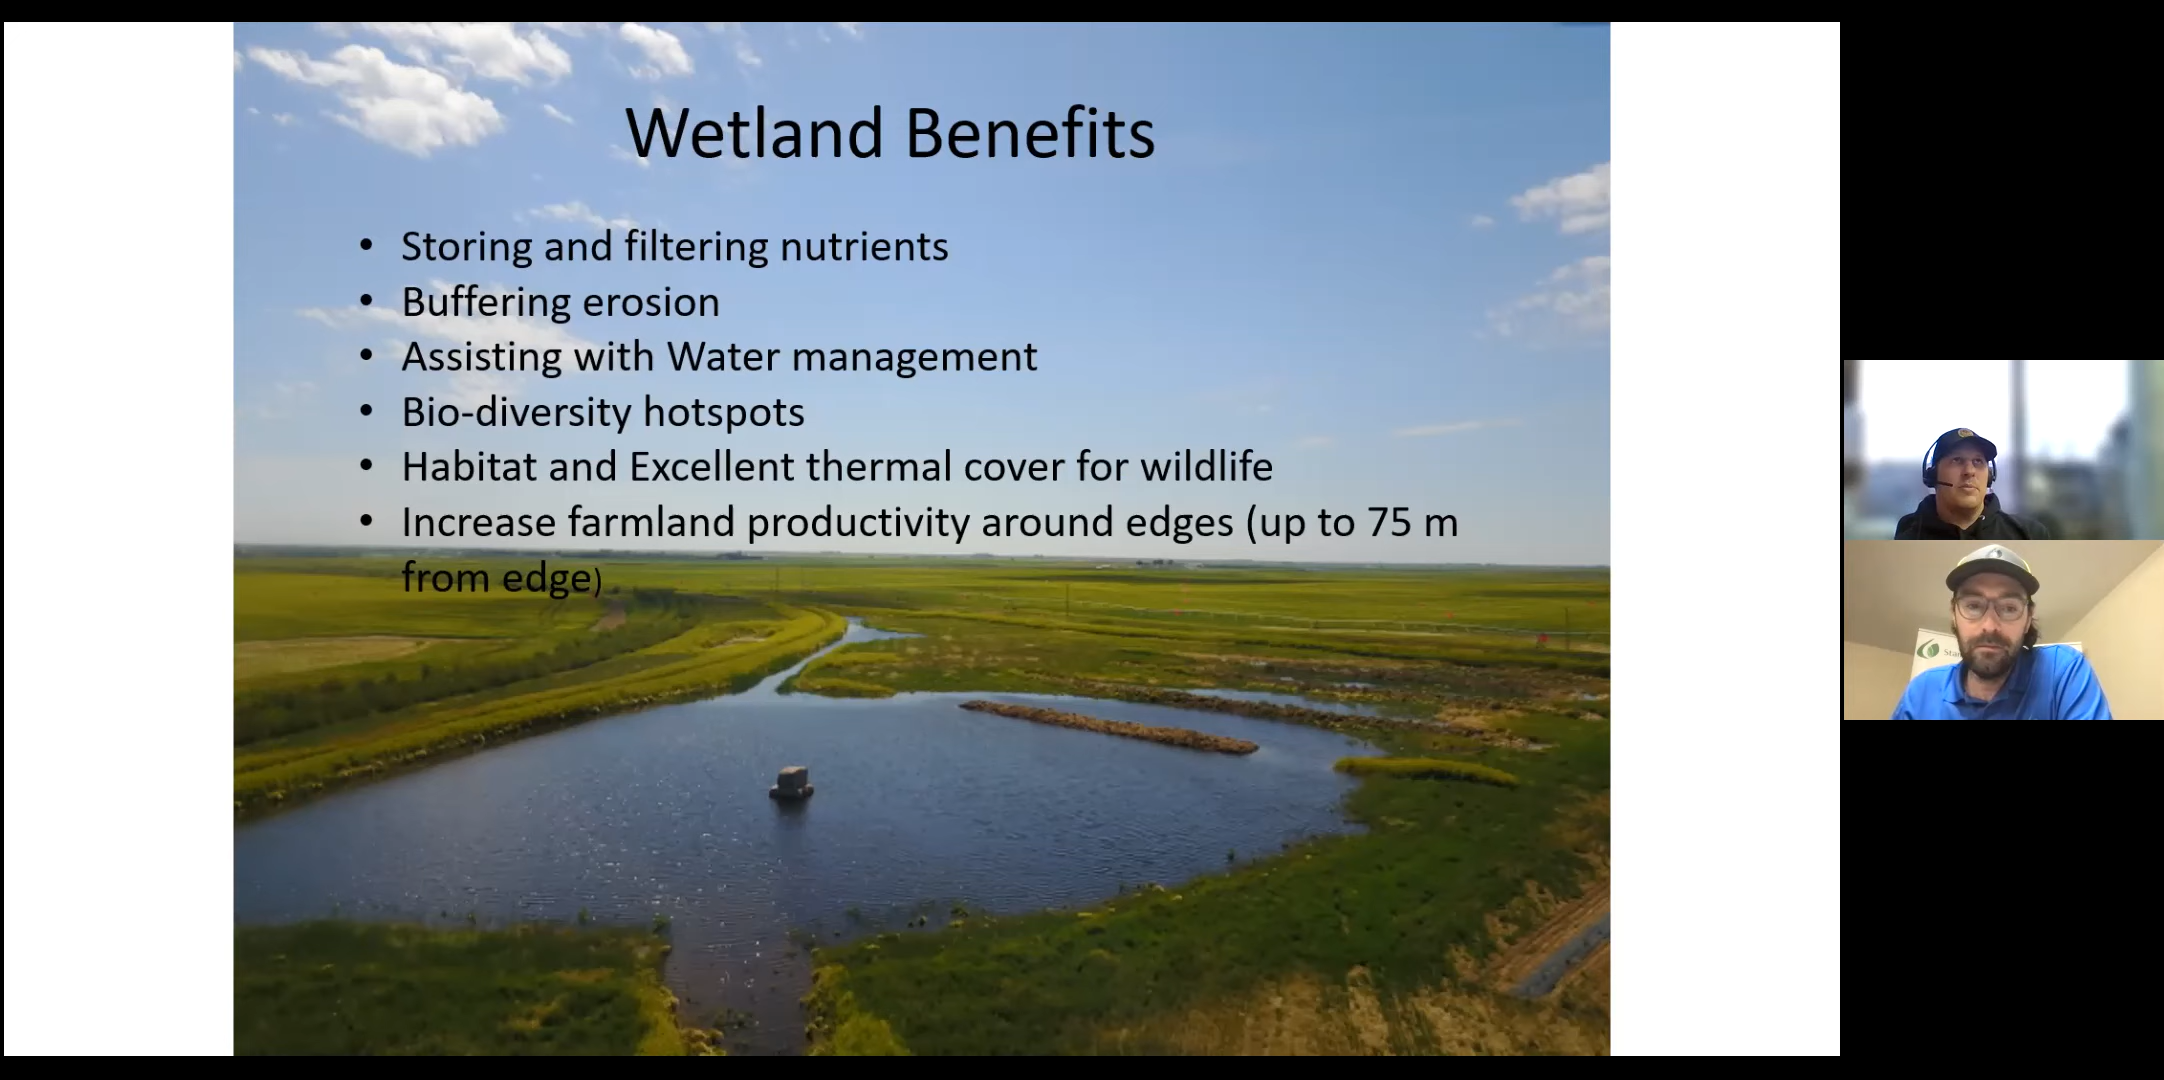 Wetland Benefits
• Storing and filtering nutrients
• Buffering erosion
• Assisting with Water management
• Bio-diversity hotspots
• Habitat and Excellent thermal cover for wildlife
• Increase farmland productivity around edges (up to 75 m
from edge)